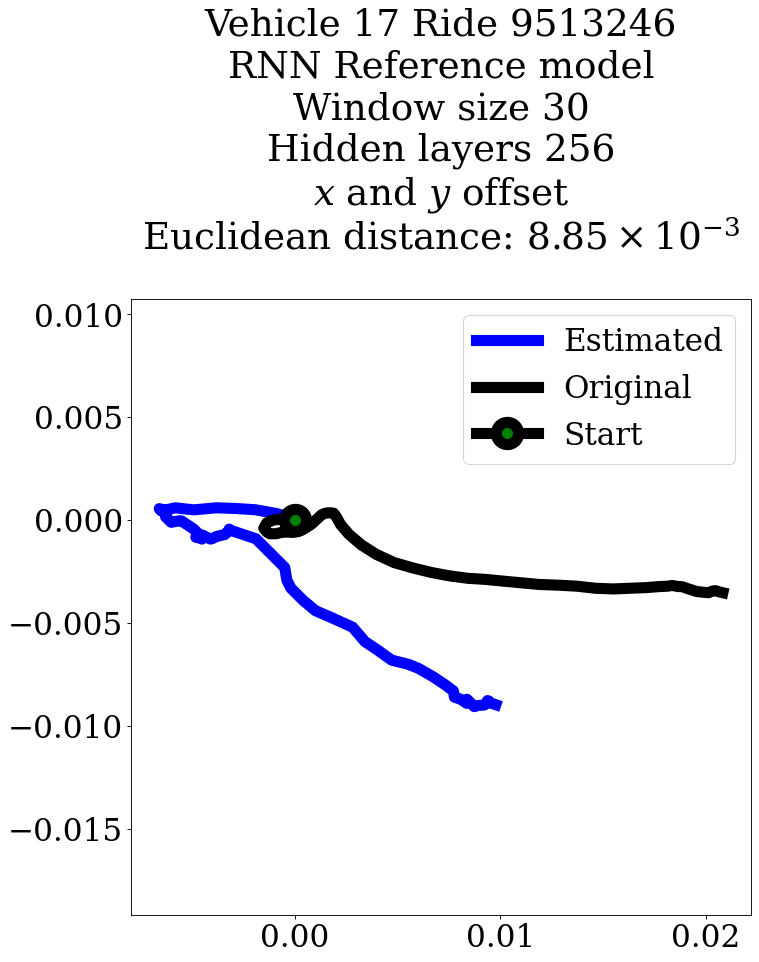 Vehicle 17 Ride 9513246
RNN Reference model
Window size 30
Hidden layers 256
x and y offset
Euclidean distance: 8.85 × 10⁻³
Estimated
Original
Start
0.010
0.005
0.000
−0.005
−0.010
−0.015
0.00 0.01 0.02